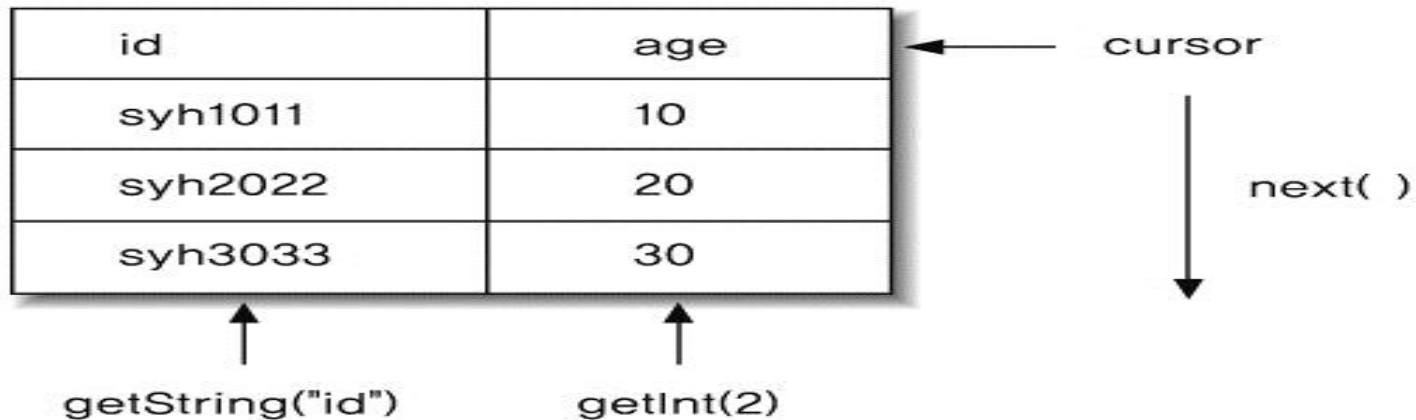 id age cursor
syh1011 10
syh2022 20 next( )
syh3033 30
getString("id") getInt(2)